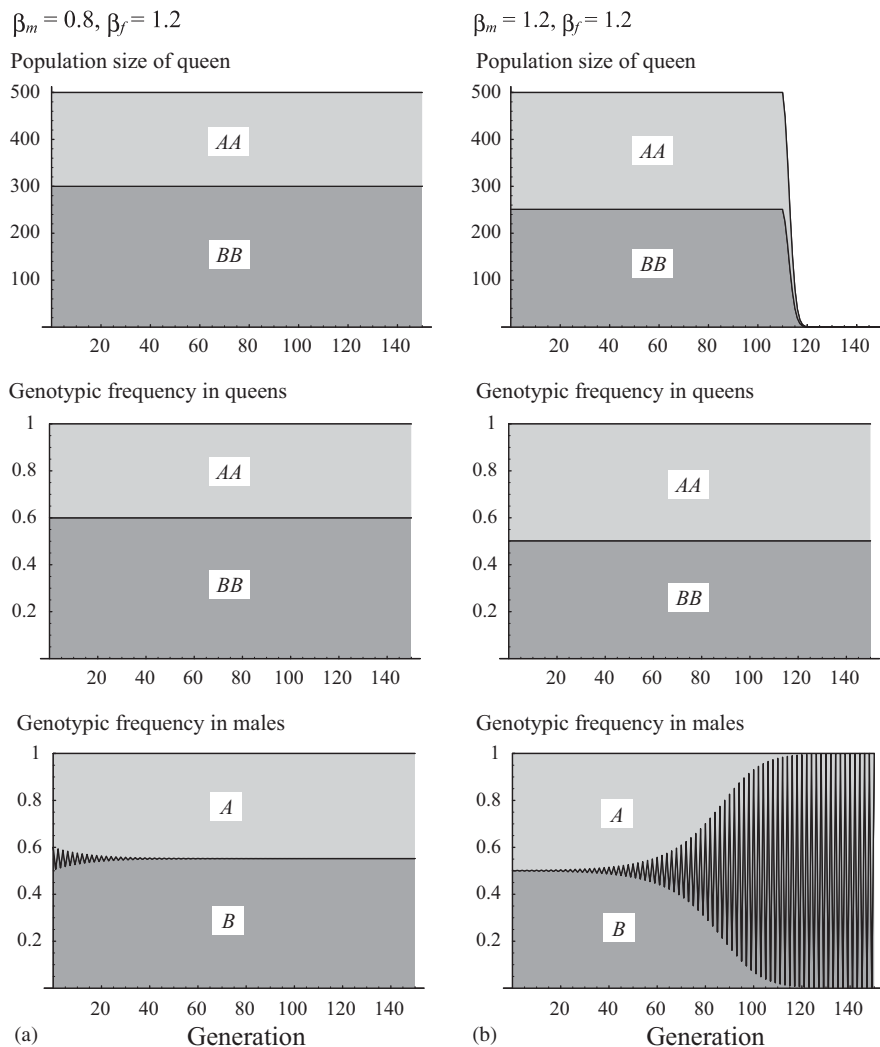 βm = 0.8, βf = 1.2
Population size of queen
500
400
300
200
100
AA
BB
20 40 60 80 100 120 140
Genotypic frequency in queens
1
0.8
0.6
0.4
0.2
AA
BB
20 40 60 80 100 120 140
Genotypic frequency in males
1
0.8
0.6
0.4
0.2
A
B
20 40 60 80 100 120 140
(a) Generation
βm = 1.2, βf = 1.2
Population size of queen
500
400
300
200
100
AA
BB
20 40 60 80 100 120 140
Genotypic frequency in queens
1
0.8
0.6
0.4
0.2
AA
BB
20 40 60 80 100 120 140
Genotypic frequency in males
1
0.8
0.6
0.4
0.2
A
B
20 40 60 80 100 120 140
(b) Generation